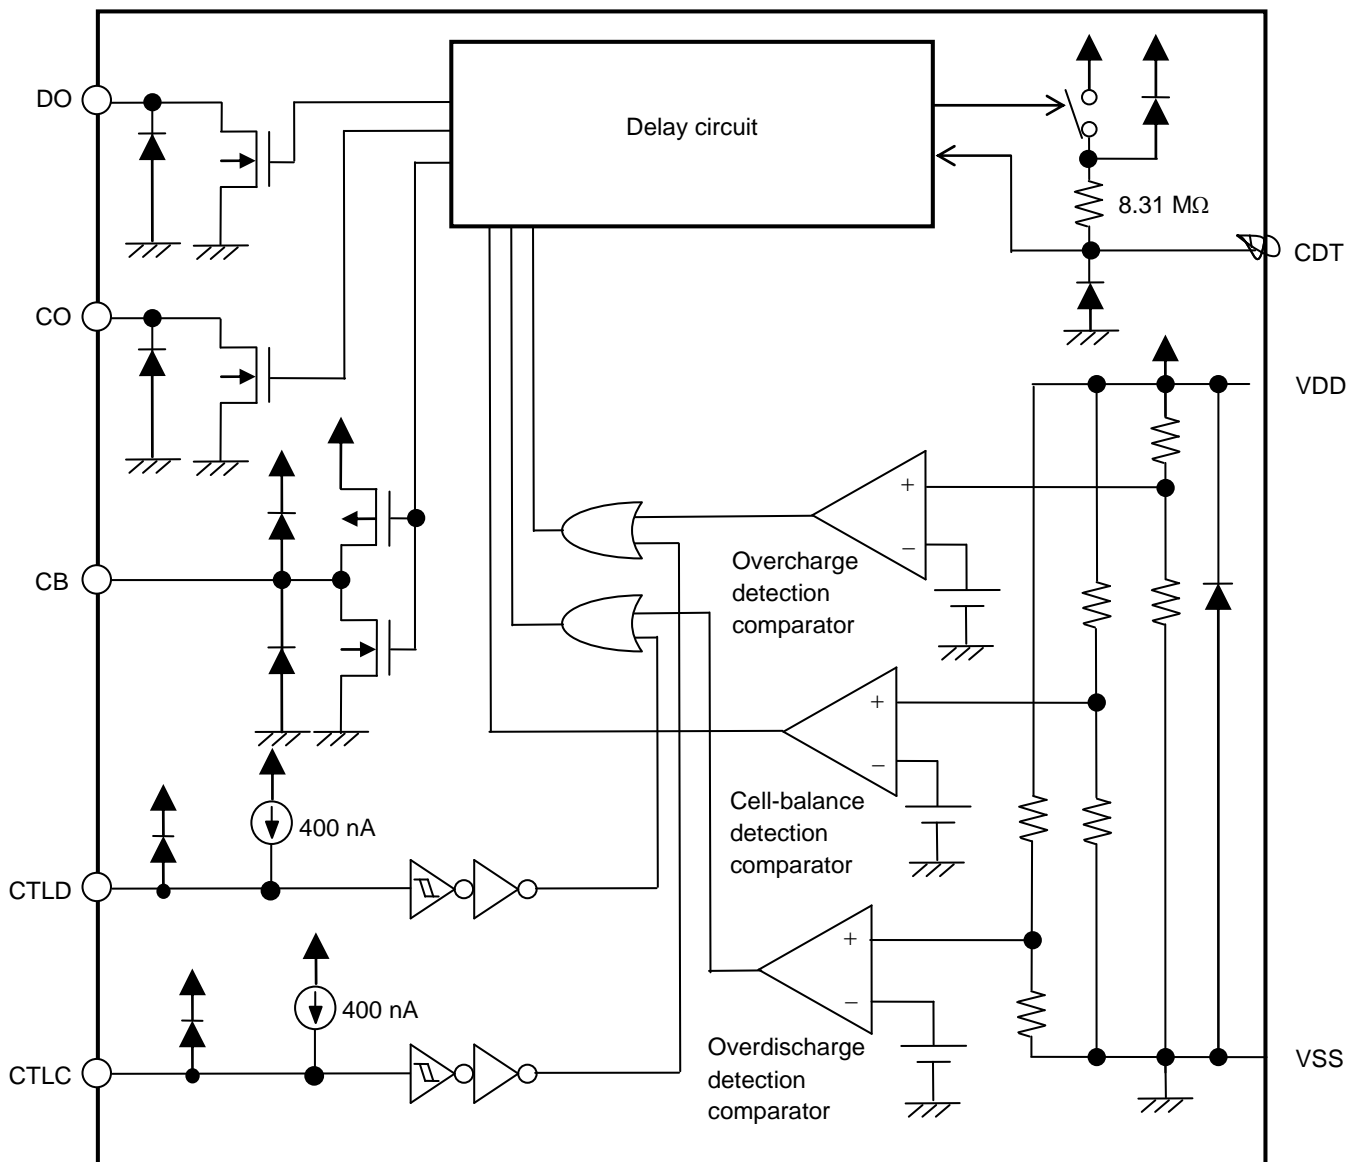 DO
Delay circuit
8.31 MΩ
CDT
CO
VDD
+
−
Overcharge
detection
comparator
CB
+
−
Cell-balance
detection
comparator
400 nA
CTLD
+
−
400 nA
Overdischarge
detection
comparator
CTLC
VSS